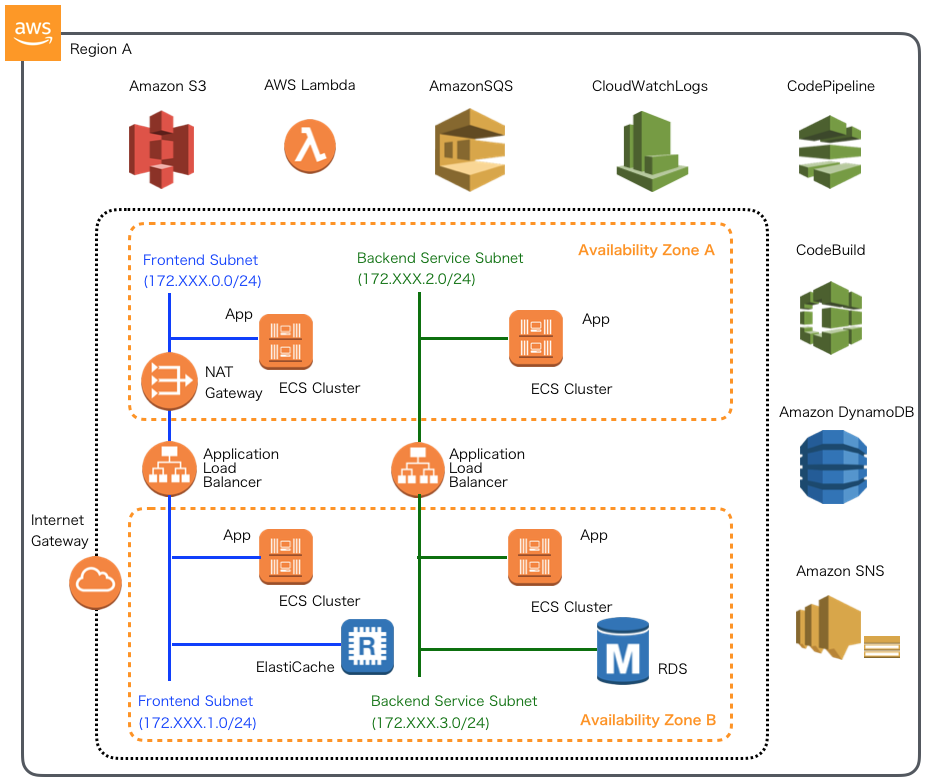 aws
Region A
Amazon S3
AWS Lambda
AmazonSQS
CloudWatchLogs
CodePipeline
Availability Zone A
Frontend Subnet
(172.XXX.0.0/24)
Backend Service Subnet
(172.XXX.2.0/24)
CodeBuild
App
App
NAT
Gateway
ECS Cluster
ECS Cluster
Amazon DynamoDB
Application
Load
Balancer
Application
Load
Balancer
Internet
Gateway
App
App
Amazon SNS
ECS Cluster
ECS Cluster
R
ElastiCache
M
RDS
Frontend Subnet
(172.XXX.1.0/24)
Backend Service Subnet
(172.XXX.3.0/24)
Availability Zone B